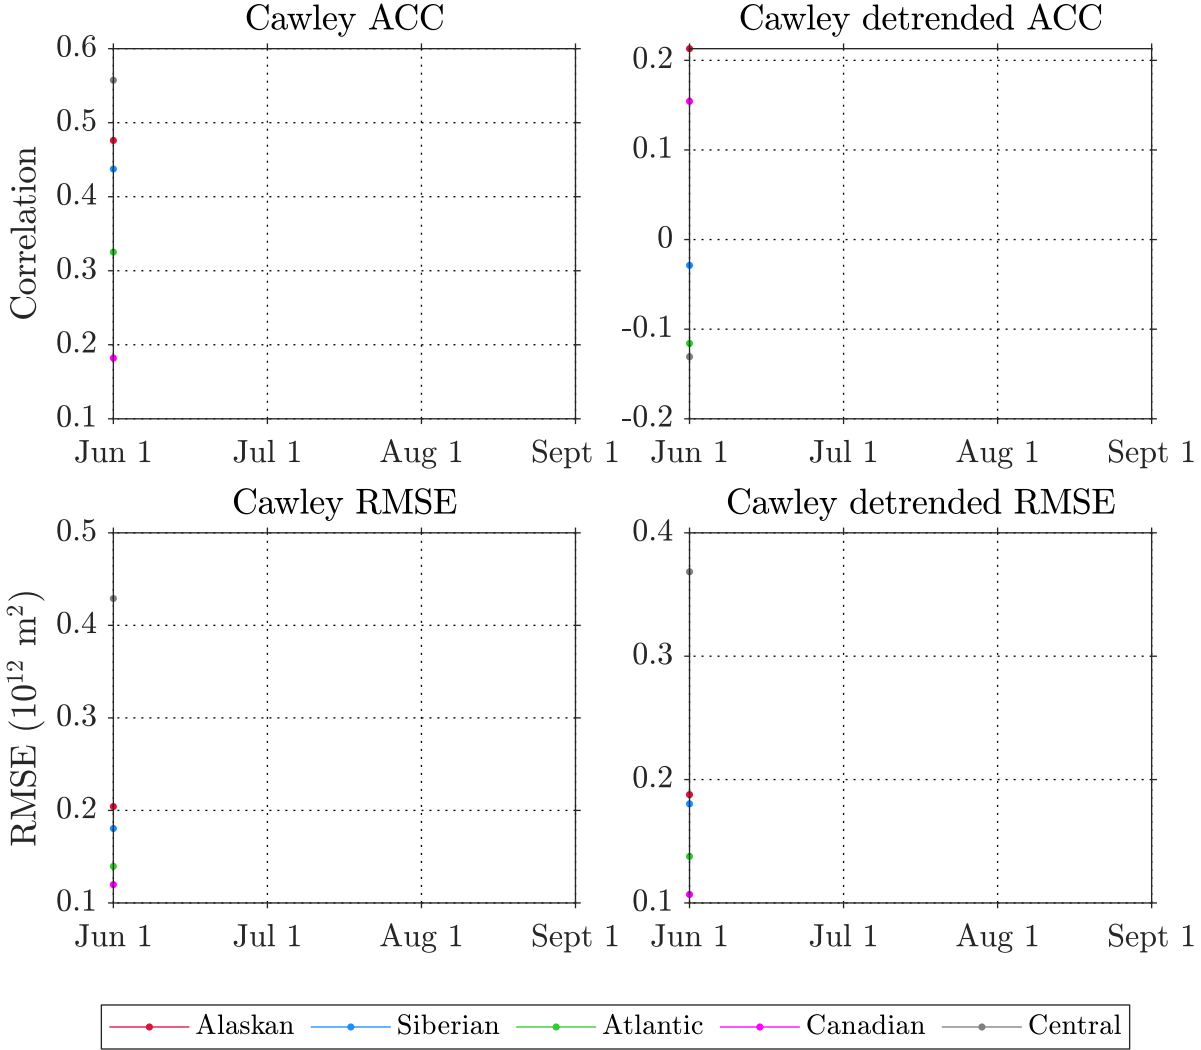 Cawley ACC
Cawley detrended ACC
Correlation
0.6
0.5
0.4
0.3
0.2
0.1
Jun 1 Jul 1 Aug 1 Sept 1
0.2
0.1
0
-0.1
-0.2
Jun 1 Jul 1 Aug 1 Sept 1
Cawley RMSE
Cawley detrended RMSE
RMSE (10¹² m²)
0.5
0.4
0.3
0.2
0.1
Jun 1 Jul 1 Aug 1 Sept 1
0.4
0.3
0.2
0.1
Jun 1 Jul 1 Aug 1 Sept 1
Alaskan Siberian Atlantic Canadian Central